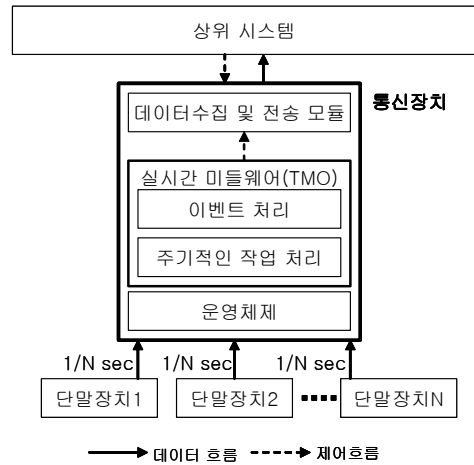 상위 시스템
통신장치
데이터수집 및 전송 모듈
실시간 미들웨어(TMO)
이벤트 처리
주기적인 작업 처리
운영체제
1/N sec 1/N sec 1/N sec
단말장치1 단말장치2 단말장치N
데이터 흐름 제어흐름